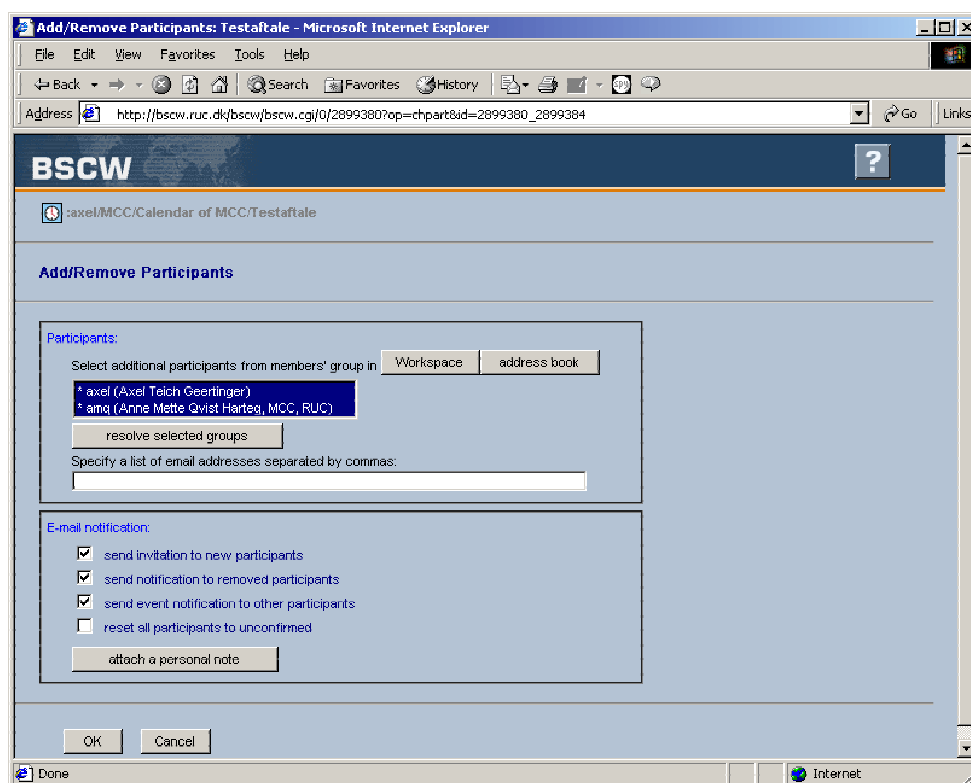 Add/Remove Participants: Testaftale - Microsoft Internet Explorer
File Edit View Favorites Tools Help
Back Search Favorites History
Address http://bscw.ruc.dk/bscw/bscw.cgi/0/2899380?op=chpart&id=2899380_2899384 Go Links
BSCW ?
:axel/MCC/Calendar of MCC/Testaftale
Add/Remove Participants
Participants:
Select additional participants from members' group in Workspace address book
* axel (Axel Teich Geertinger)
* amq (Anne Mette Qvist Harteg, MCC, RUC)
resolve selected groups
Specify a list of email addresses separated by commas:
E-mail notification:
send invitation to new participants
send notification to removed participants
send event notification to other participants
reset all participants to unconfirmed
attach a personal note
OK Cancel
Done Internet